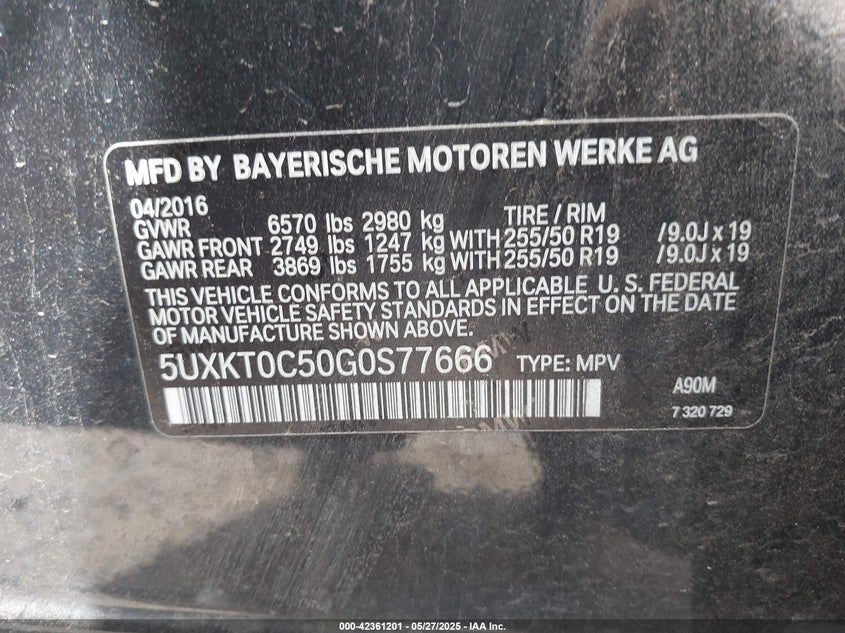 MFD BY BAYERISCHE MOTOREN WERKE AG
04/2016 TIRE / RIM
GVWR 6570 lbs 2980 kg
GAWR FRONT 2749 lbs 1247 kg WITH 255/50 R19 /9.0J x 19
GAWR REAR 3869 lbs 1755 kg WITH 255/50 R19 /9.0J x 19
THIS VEHICLE CONFORMS TO ALL APPLICABLE U. S. FEDERAL
MOTOR VEHICLE SAFETY STANDARDS IN EFFECT ON THE DATE
OF MANUFACTURE SHOWN ABOVE.
5UXKT0C50G0S77666 TYPE: MPV
A90M
7 320 729
000-42361201 - 05/27/2025 - IAA Inc.